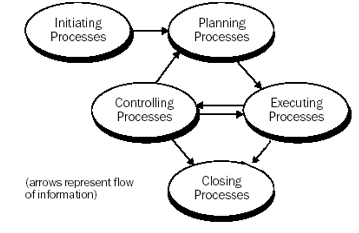 Initiating
Processes
Planning
Processes
Controlling
Processes
Executing
Processes
Closing
Processes
(arrows represent flow
of information)